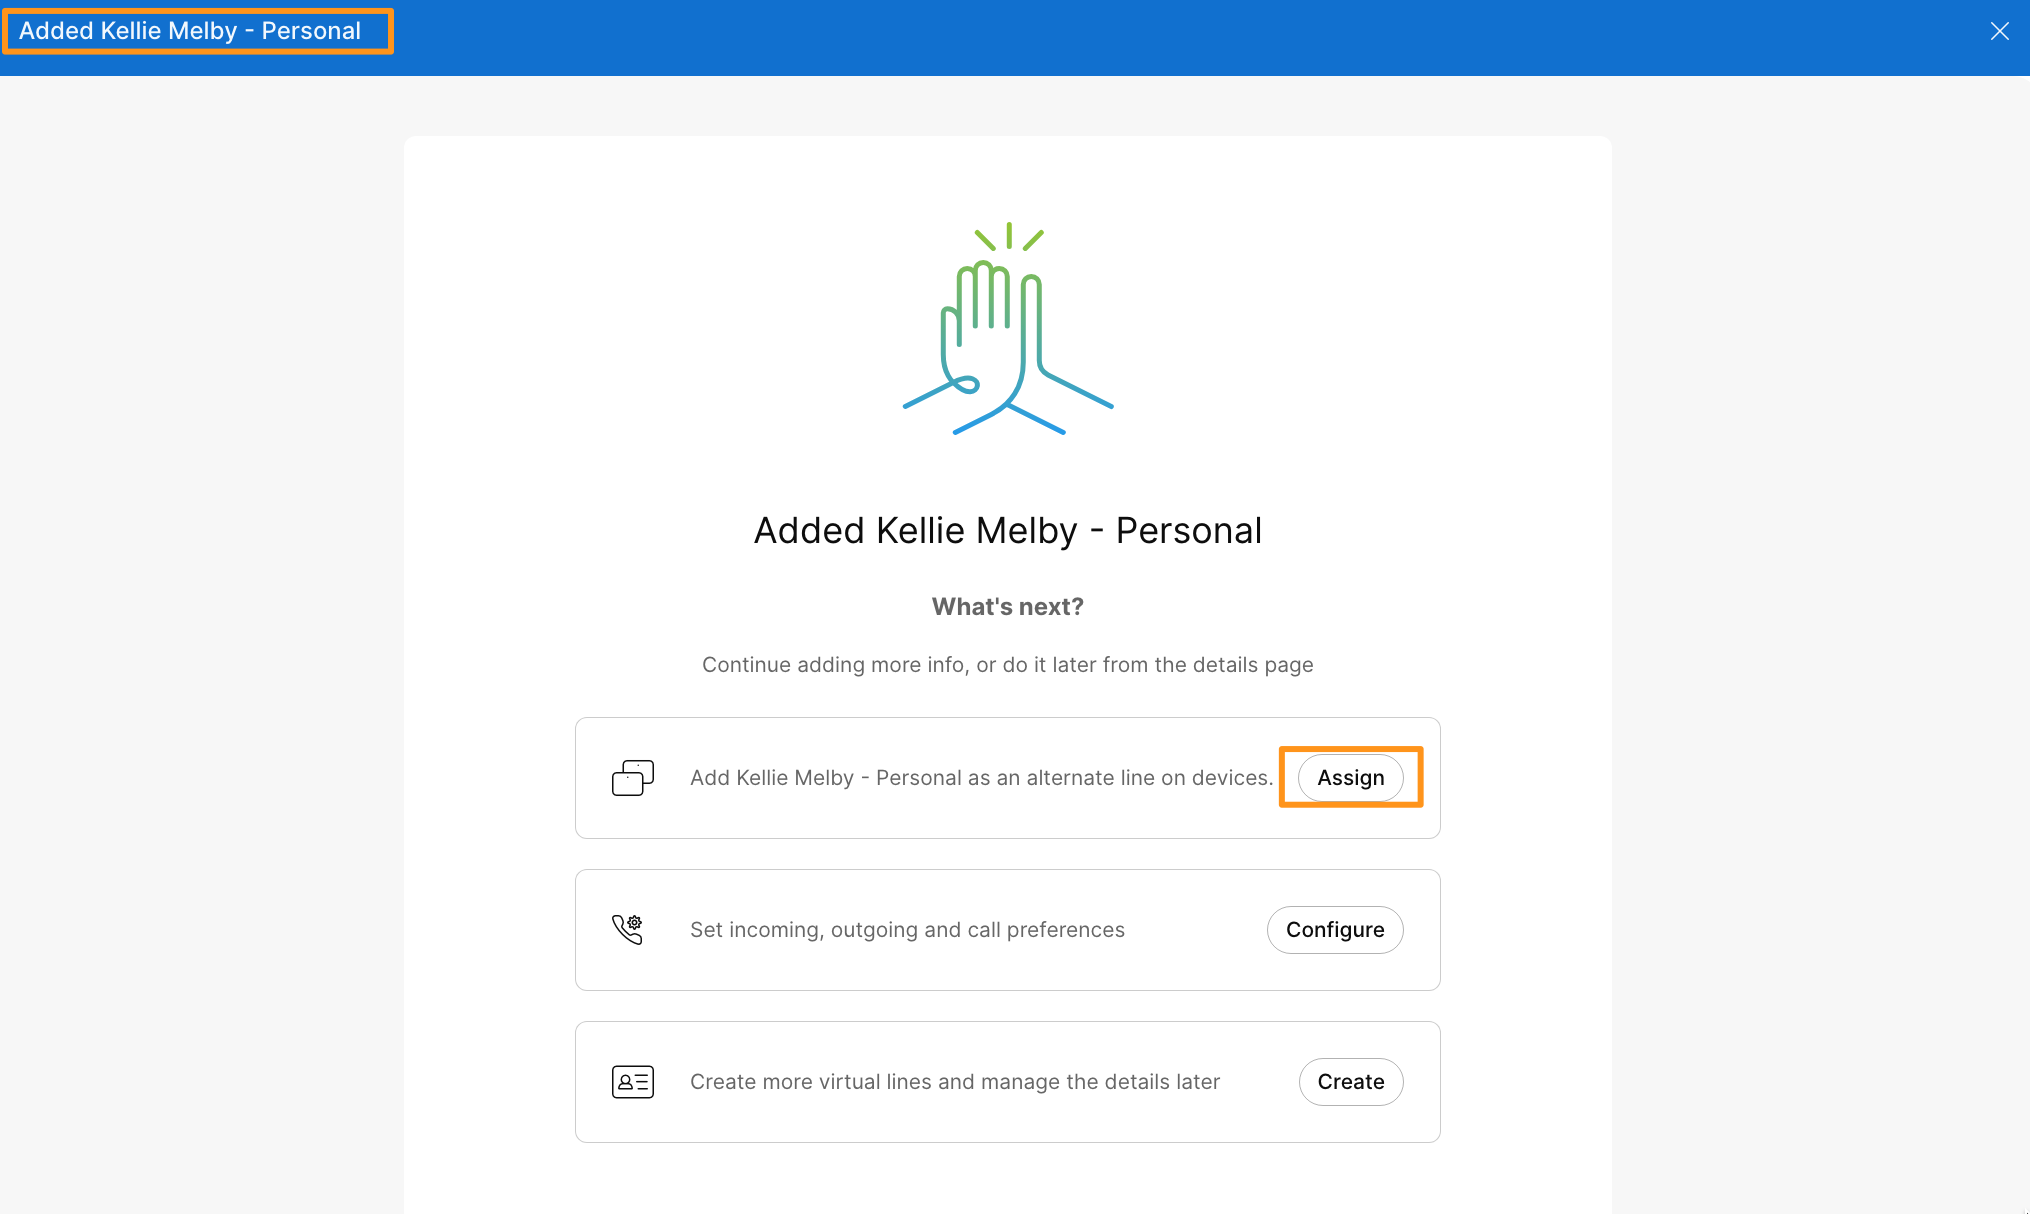 Added Kellie Melby - Personal
Added Kellie Melby - Personal
What's next?
Continue adding more info, or do it later from the details page
Add Kellie Melby - Personal as an alternate line on devices.
Assign
Set incoming, outgoing and call preferences
Configure
Create more virtual lines and manage the details later
Create